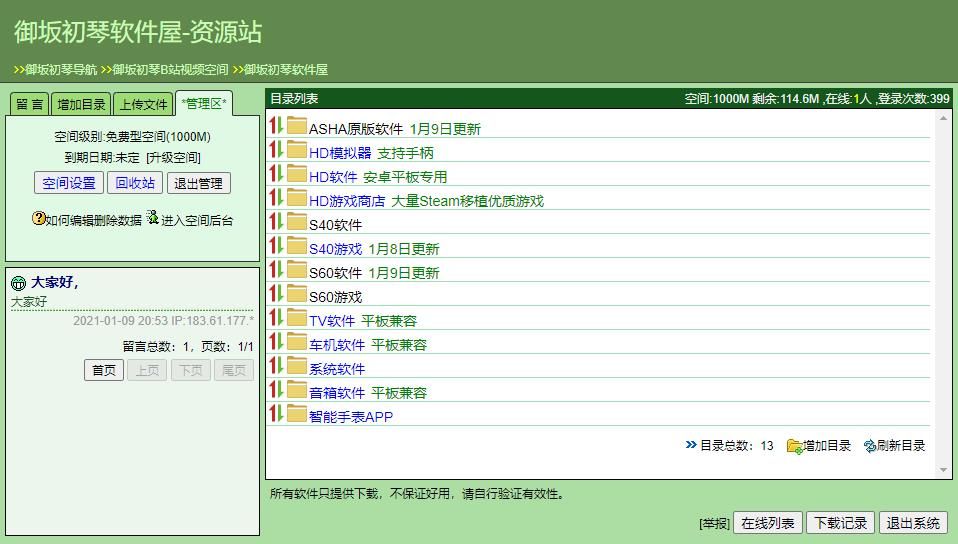 御坂初琴软件屋-资源站
>>御坂初琴导航 >>御坂初琴B站视频空间 >>御坂初琴软件屋
留 言 增加目录 上传文件 *管理区*
空间级别:免费型空间(1000M)
到期日期:未定 [升级空间]
空间设置 回收站 退出管理
如何编辑删除数据 进入空间后台
大家好，
大家好
2021-01-09 20:53 IP:183.61.177.*
留言总数：1，页数：1/1
首页 上页 下页 尾页
目录列表 空间:1000M 剩余:114.6M ,在线:1人 ,登录次数:399
ASHA原版软件 1月9日更新
HD模拟器 支持手柄
HD软件 安卓平板专用
HD游戏商店 大量Steam移植优质游戏
S40软件
S40游戏 1月8日更新
S60软件 1月9日更新
S60游戏
TV软件 平板兼容
车机软件 平板兼容
系统软件
音箱软件 平板兼容
智能手表APP
目录总数：13 增加目录 刷新目录
所有软件只提供下载，不保证好用，请自行验证有效性。
[举报] 在线列表 下载记录 退出系统